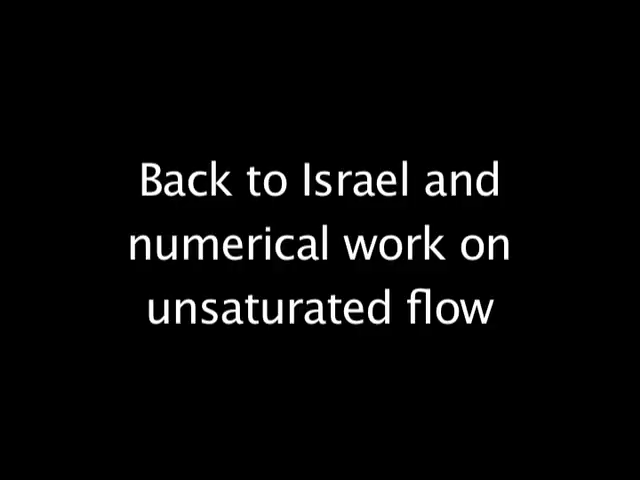 Back to Israel and
numerical work on
unsaturated flow